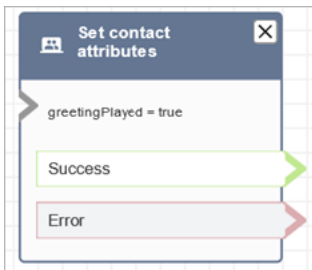 Set contact
attributes
greetingPlayed = true
Success
Error